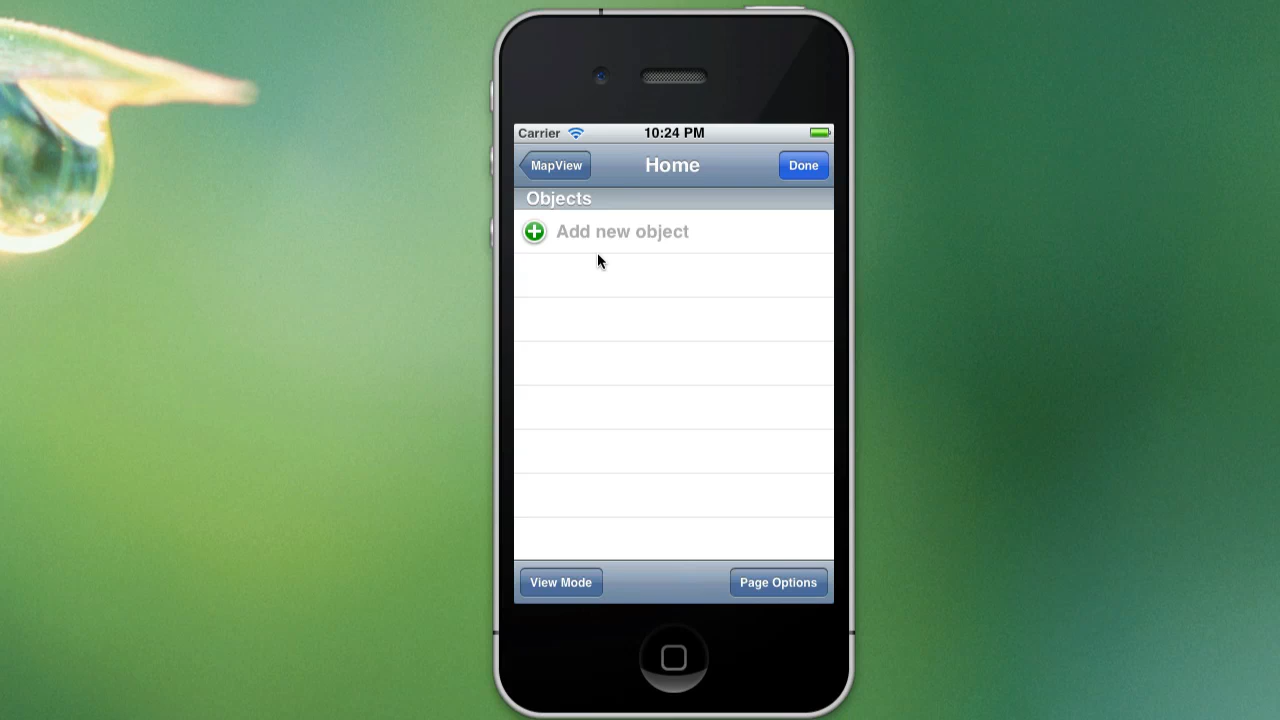 Carrier 10:24 PM
MapView Home Done
Objects
Add new object
View Mode Page Options